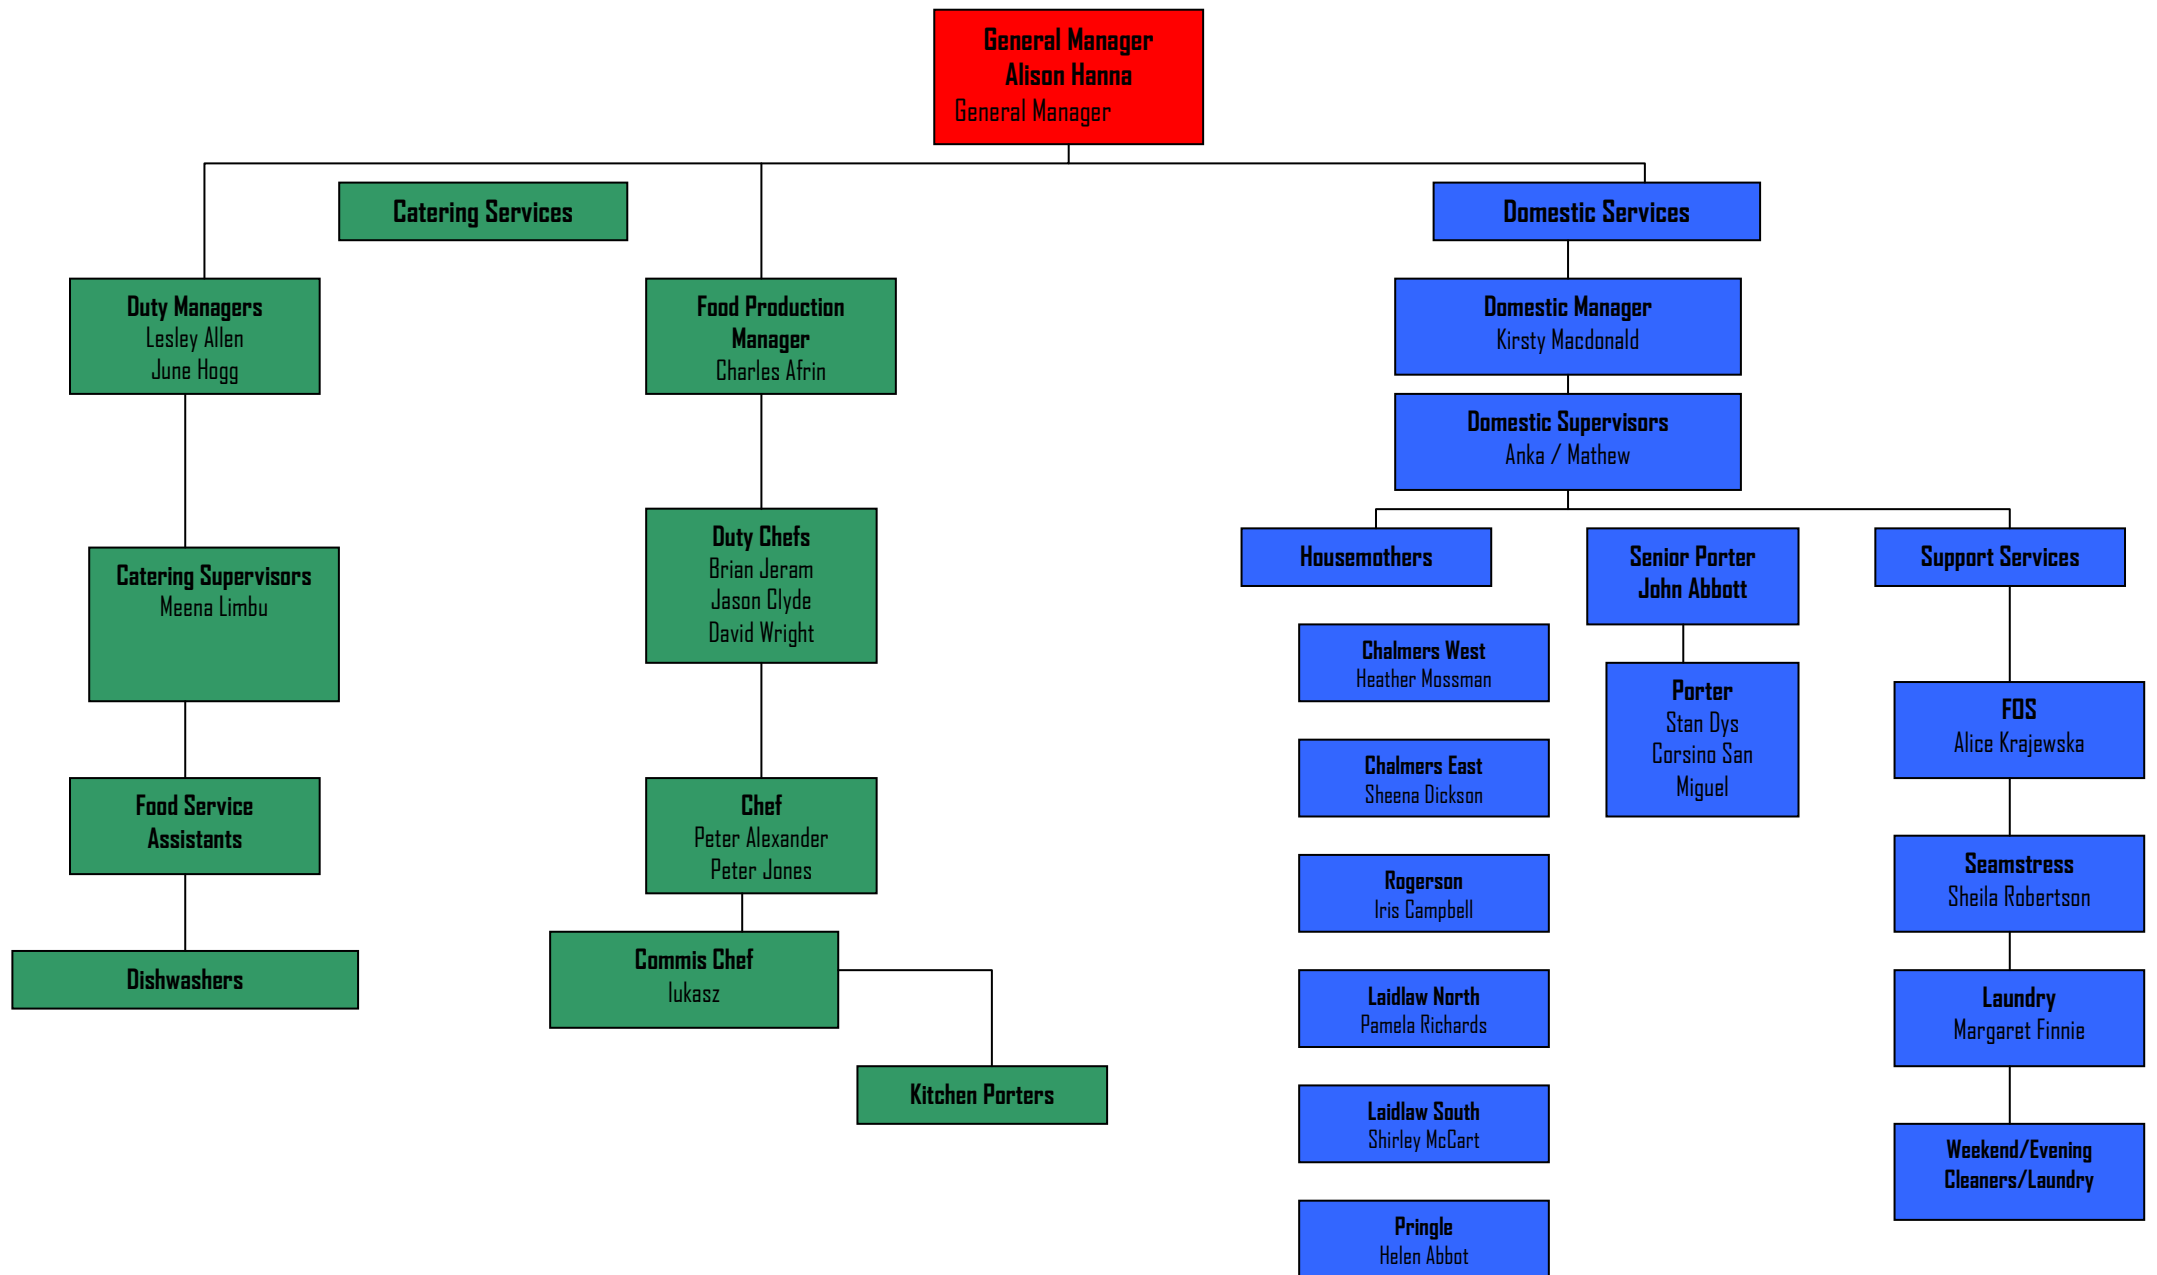 General Manager
Alison Hanna
General Manager
Catering Services
Domestic Services
Duty Managers
Lesley Allen
June Hogg
Food Production
Manager
Charles Afrin
Domestic Manager
Kirsty Macdonald
Domestic Supervisors
Anka / Mathew
Catering Supervisors
Meena Limbu
Duty Chefs
Brian Jeram
Jason Clyde
David Wright
Housemothers
Senior Porter
John Abbott
Support Services
Chalmers West
Heather Mossman
Porter
Stan Dys
Corsino San
Miguel
FOS
Alice Krajewska
Food Service
Assistants
Chef
Peter Alexander
Peter Jones
Chalmers East
Sheena Dickson
Rogerson
Iris Campbell
Seamstress
Sheila Robertson
Dishwashers
Commis Chef
lukasz
Laidlaw North
Pamela Richards
Laundry
Margaret Finnie
Kitchen Porters
Laidlaw South
Shirley McCart
Weekend/Evening
Cleaners/Laundry
Pringle
Helen Abbot